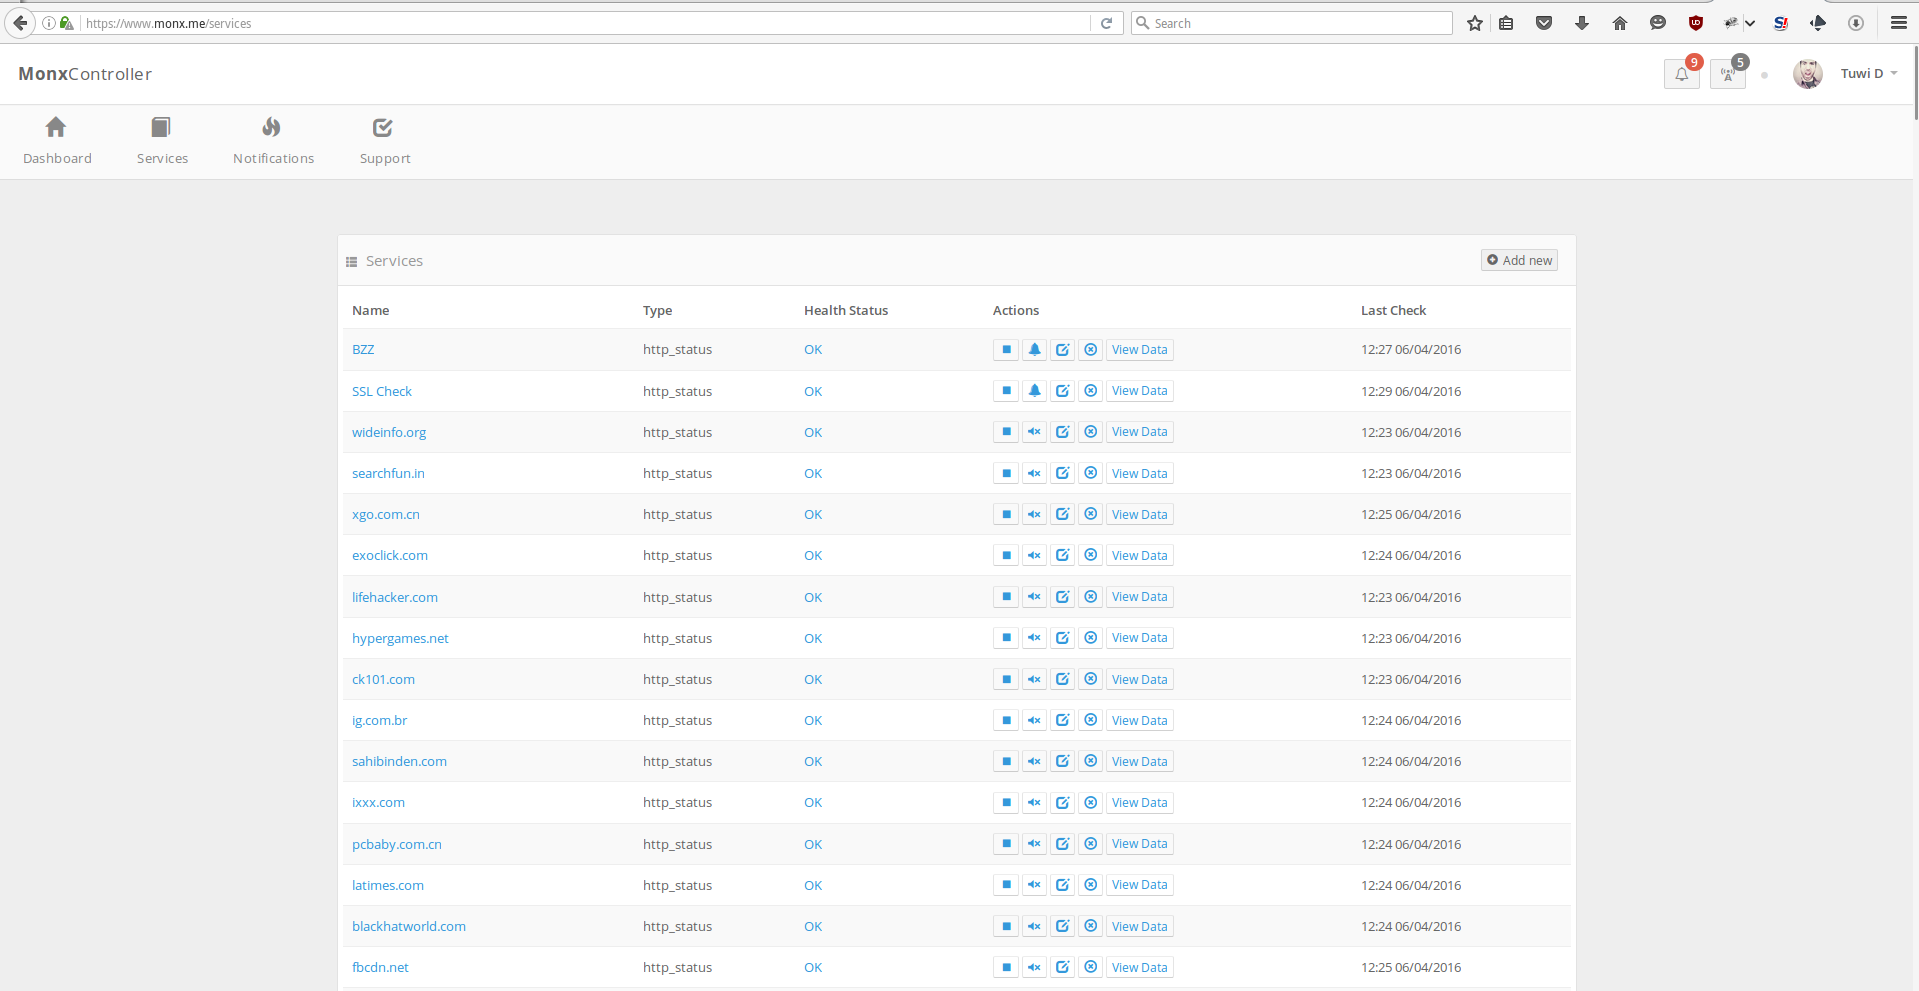 https://www.monx.me/services
Search
MonxController
9
5
Tuwi D
Dashboard
Services
Notifications
Support
Services
Add new
Name Type Health Status Actions Last Check
BZZ http_status OK View Data 12:27 06/04/2016
SSL Check http_status OK View Data 12:29 06/04/2016
wideinfo.org http_status OK View Data 12:23 06/04/2016
searchfun.in http_status OK View Data 12:23 06/04/2016
xgo.com.cn http_status OK View Data 12:25 06/04/2016
exoclick.com http_status OK View Data 12:24 06/04/2016
lifehacker.com http_status OK View Data 12:23 06/04/2016
hypergames.net http_status OK View Data 12:23 06/04/2016
ck101.com http_status OK View Data 12:23 06/04/2016
ig.com.br http_status OK View Data 12:24 06/04/2016
sahibinden.com http_status OK View Data 12:24 06/04/2016
ixxx.com http_status OK View Data 12:24 06/04/2016
pcbaby.com.cn http_status OK View Data 12:24 06/04/2016
latimes.com http_status OK View Data 12:24 06/04/2016
blackhatworld.com http_status OK View Data 12:24 06/04/2016
fbcdn.net http_status OK View Data 12:25 06/04/2016